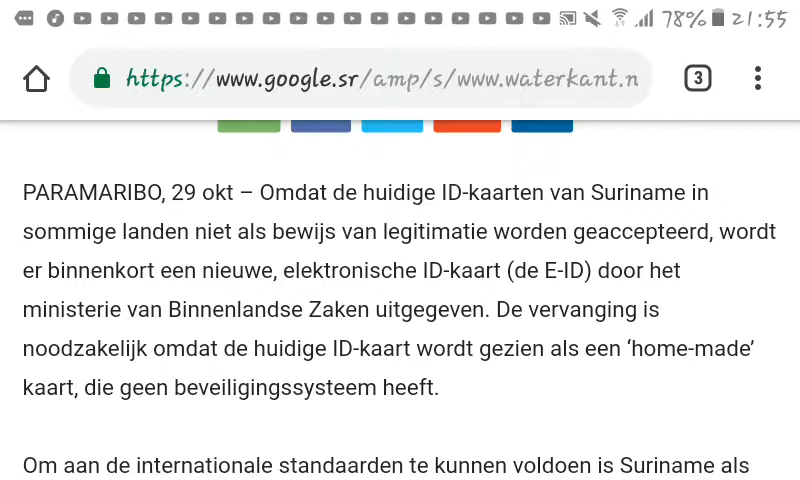 78% 21:55
https://www.google.sr/amp/s/www.waterkant.n
3
PARAMARIBO, 29 okt – Omdat de huidige ID-kaarten van Suriname in
sommige landen niet als bewijs van legitimatie worden geaccepteerd, wordt
er binnenkort een nieuwe, elektronische ID-kaart (de E-ID) door het
ministerie van Binnenlandse Zaken uitgegeven. De vervanging is
noodzakelijk omdat de huidige ID-kaart wordt gezien als een ‘home-made’
kaart, die geen beveiligingssysteem heeft.
Om aan de internationale standaarden te kunnen voldoen is Suriname als